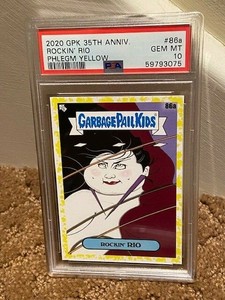 2020 GPK 35TH ANNIV. #86a
ROCKIN' RIO GEM MT
PHLEGM YELLOW 10
PSA 59793075
86a
GARBAGE PAIL KIDS
ROCKIN' RIO